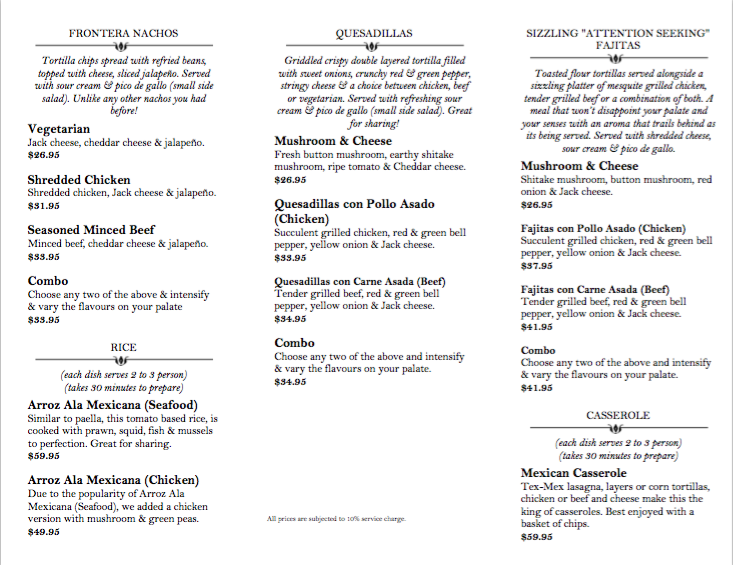 FRONTERA NACHOS
Tortilla chips spread with refried beans,
topped with cheese, sliced jalapeño. Served
with sour cream & pico de gallo (small side
salad). Unlike any other nachos you had
before!
Vegetarian
Jack cheese, cheddar cheese & jalapeño.
$26.95
Shredded Chicken
Shredded chicken, Jack cheese & jalapeño.
$31.95
Seasoned Minced Beef
Minced beef, cheddar cheese & jalapeño.
$33.95
Combo
Choose any two of the above & intensify
& vary the flavours on your palate
$33.95
RICE
(each dish serves 2 to 3 person)
(takes 30 minutes to prepare)
Arroz Ala Mexicana (Seafood)
Similar to paella, this tomato based rice, is
cooked with prawn, squid, fish & mussels
to perfection. Great for sharing.
$59.95
Arroz Ala Mexicana (Chicken)
Due to the popularity of Arroz Ala
Mexicana (Seafood), we added a chicken
version with mushroom & green peas.
$49.95
QUESADILLAS
Griddled crispy double layered tortilla filled
with sweet onions, crunchy red & green pepper,
stringy cheese & a choice between chicken, beef
or vegetarian. Served with refreshing sour
cream & pico de gallo (small side salad). Great
for sharing!
Mushroom & Cheese
Fresh button mushroom, earthy shitake
mushroom, ripe tomato & Cheddar cheese.
$26.95
Quesadillas con Pollo Asado
(Chicken)
Succulent grilled chicken, red & green bell
pepper, yellow onion & Jack cheese.
$33.95
Quesadillas con Carne Asada (Beef)
Tender grilled beef, red & green bell
pepper, yellow onion & Jack cheese.
$34.95
Combo
Choose any two of the above and intensify
& vary the flavours on your palate.
$34.95
All prices are subjected to 10% service charge.
SIZZLING "ATTENTION SEEKING"
FAJITAS
Toasted flour tortillas served alongside a
sizzling platter of mesquite grilled chicken,
tender grilled beef or a combination of both. A
meal that won't disappoint your palate and
your senses with an aroma that trails behind as
its being served. Served with shredded cheese,
sour cream & pico de gallo.
Mushroom & Cheese
Shitake mushroom, button mushroom, red
onion & Jack cheese.
$26.95
Fajitas con Pollo Asado (Chicken)
Succulent grilled chicken, red & green bell
pepper, yellow onion & Jack cheese.
$37.95
Fajitas con Carne Asada (Beef)
Tender grilled beef, red & green bell
pepper, yellow onion & Jack cheese.
$41.95
Combo
Choose any two of the above and intensify
& vary the flavours on your palate.
$41.95
CASSEROLE
(each dish serves 2 to 3 person)
(takes 30 minutes to prepare)
Mexican Casserole
Tex-Mex lasagna, layers or corn tortillas,
chicken or beef and cheese make this the
king of casseroles. Best enjoyed with a
basket of chips.
$59.95